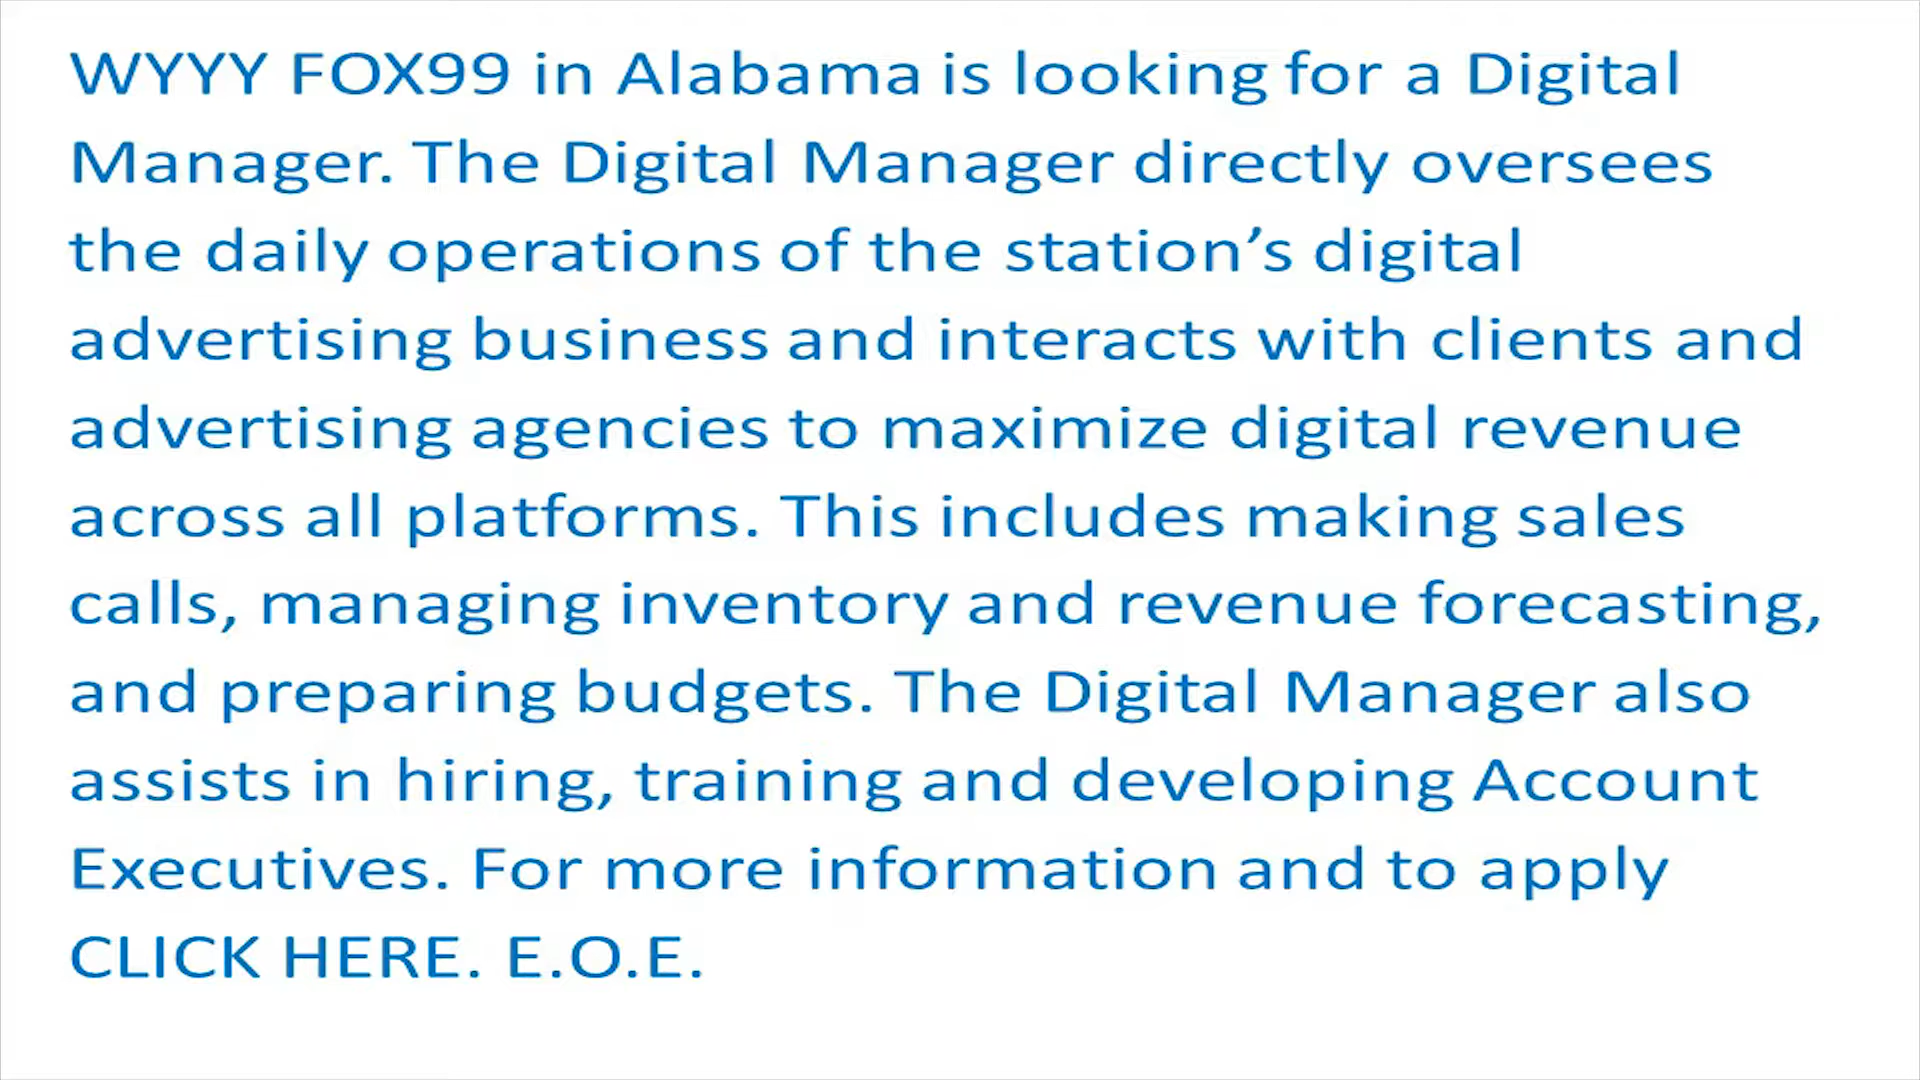 WYYY FOX99 in Alabama is looking for a Digital
Manager. The Digital Manager directly oversees
the daily operations of the station’s digital
advertising business and interacts with clients and
advertising agencies to maximize digital revenue
across all platforms. This includes making sales
calls, managing inventory and revenue forecasting,
and preparing budgets. The Digital Manager also
assists in hiring, training and developing Account
Executives. For more information and to apply
CLICK HERE. E.O.E.